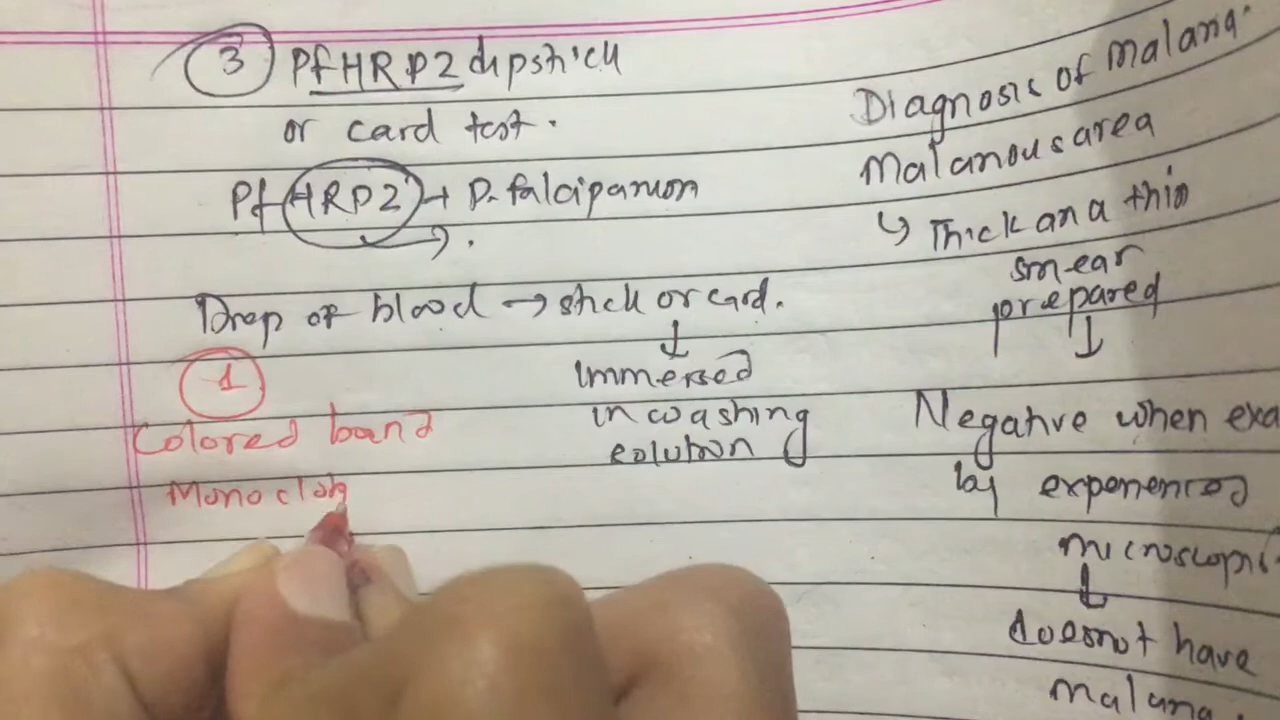 3 PfHRP2 dipstick
or card test.
PfHRP2 → P. falciparum
Drop of blood → stick or card.
↓
immersed
in washing
solution
1
Colored band
Monoclon
Diagnosis of Malaria.
Malarious area
↳ Thick and thin
smear
prepared
↓
Negative when exa
by experienced
microscopi
↓
doesnot have
malaria.